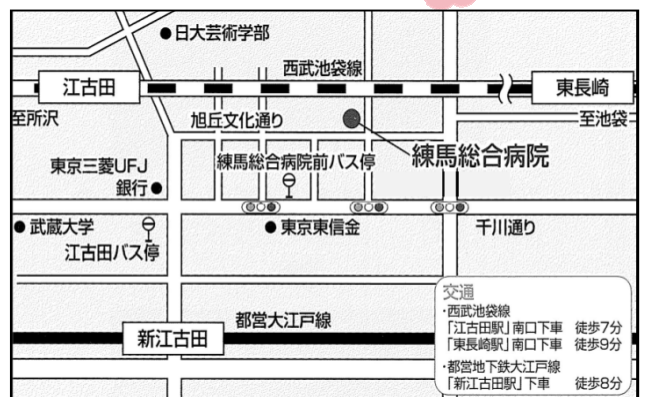 日大芸術学部
西武池袋線
江古田
東長崎
至所沢
旭丘文化通り
至池袋
練馬総合病院
東京三菱UFJ
銀行
練馬総合病院前バス停
武蔵大学
江古田バス停
東京東信金
千川通り
都営大江戸線
新江古田
交通
・西武池袋線
「江古田駅」南口下車 徒歩7分
「東長崎駅」南口下車 徒歩9分
・都営地下鉄大江戸線
「新江古田駅」下車 徒歩8分